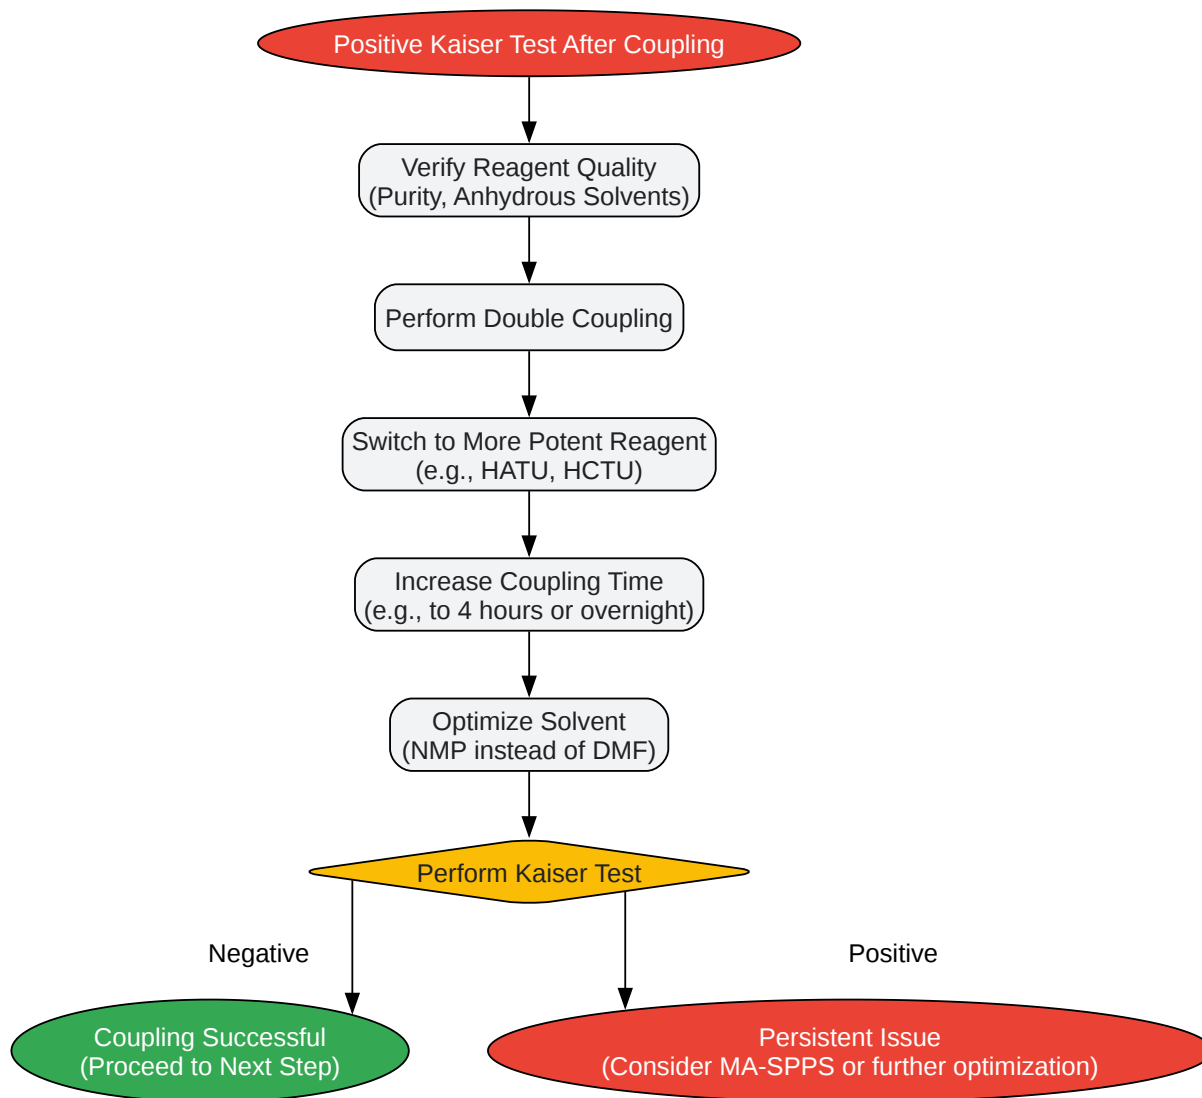 Positive Kaiser Test After Coupling
Verify Reagent Quality
(Purity, Anhydrous Solvents)
Perform Double Coupling
Switch to More Potent Reagent
(e.g., HATU, HCTU)
Increase Coupling Time
(e.g., to 4 hours or overnight)
Optimize Solvent
(NMP instead of DMF)
Perform Kaiser Test
Negative
Positive
Coupling Successful
(Proceed to Next Step)
Persistent Issue
(Consider MA-SPPS or further optimization)